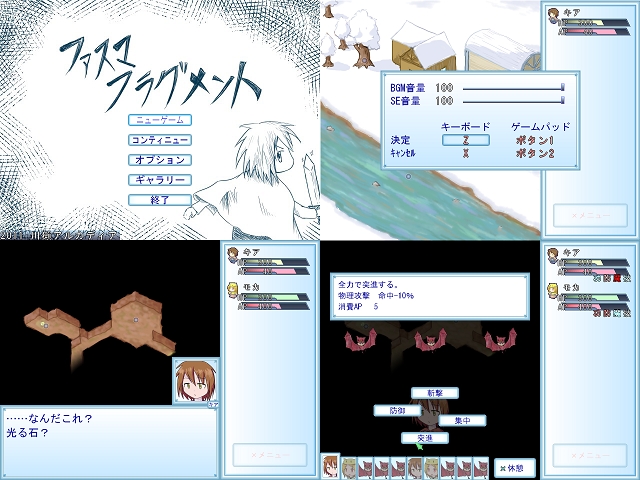 ファスマ
フラグメント
ニューゲーム
コンティニュー
オプション
ギャラリー
終了
BGM音量 100
SE音量 100
キーボード ゲームパッド
決定 Z ボタン1
キャンセル X ボタン2
キア
×メニュー
キア
モカ
キア
……なんだこれ？
光る石？
×メニュー
全力で突進する。
物理攻撃 命中-10%
消費AP 5
斬撃
防御
集中
突進
×休憩
キア
モカ
×メニュー